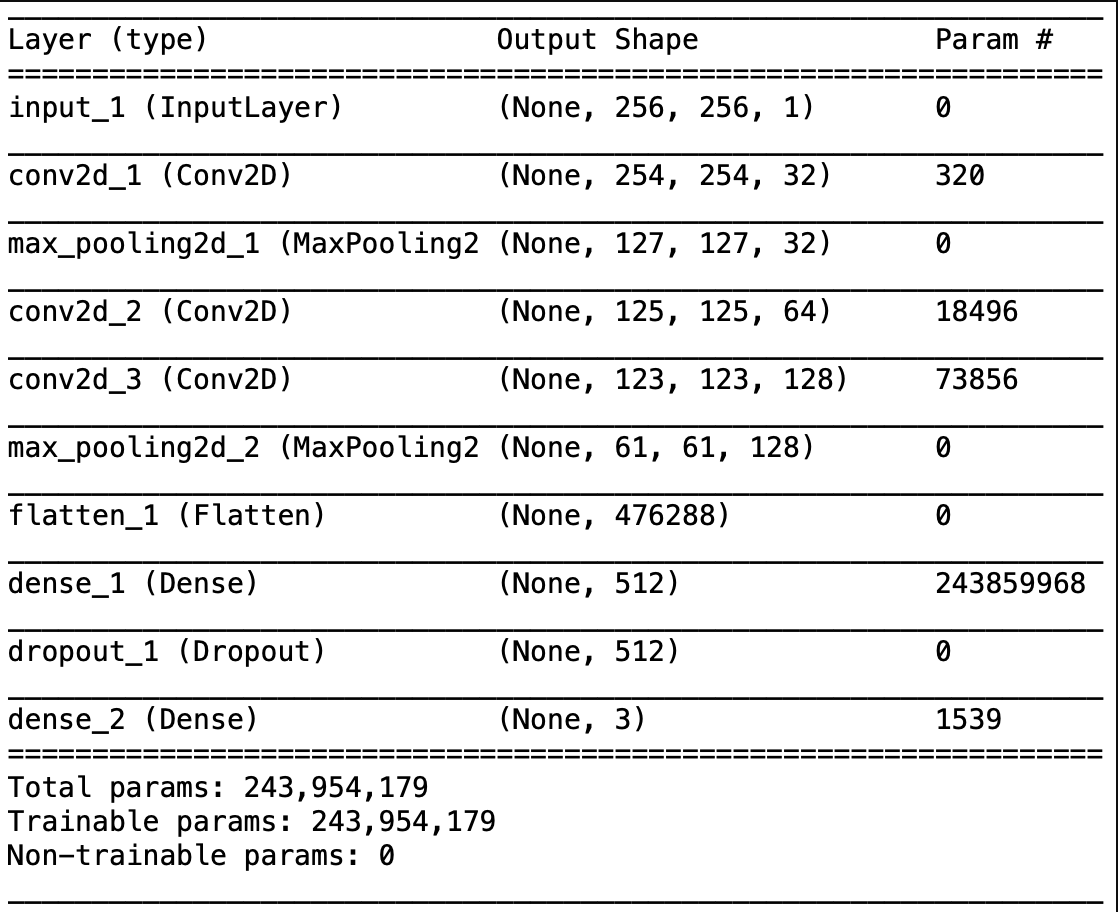 Layer (type) Output Shape Param #
=================================================================
input_1 (InputLayer) (None, 256, 256, 1) 0
conv2d_1 (Conv2D) (None, 254, 254, 32) 320
max_pooling2d_1 (MaxPooling2 (None, 127, 127, 32) 0
conv2d_2 (Conv2D) (None, 125, 125, 64) 18496
conv2d_3 (Conv2D) (None, 123, 123, 128) 73856
max_pooling2d_2 (MaxPooling2 (None, 61, 61, 128) 0
flatten_1 (Flatten) (None, 476288) 0
dense_1 (Dense) (None, 512) 243859968
dropout_1 (Dropout) (None, 512) 0
dense_2 (Dense) (None, 3) 1539
=================================================================
Total params: 243,954,179
Trainable params: 243,954,179
Non-trainable params: 0